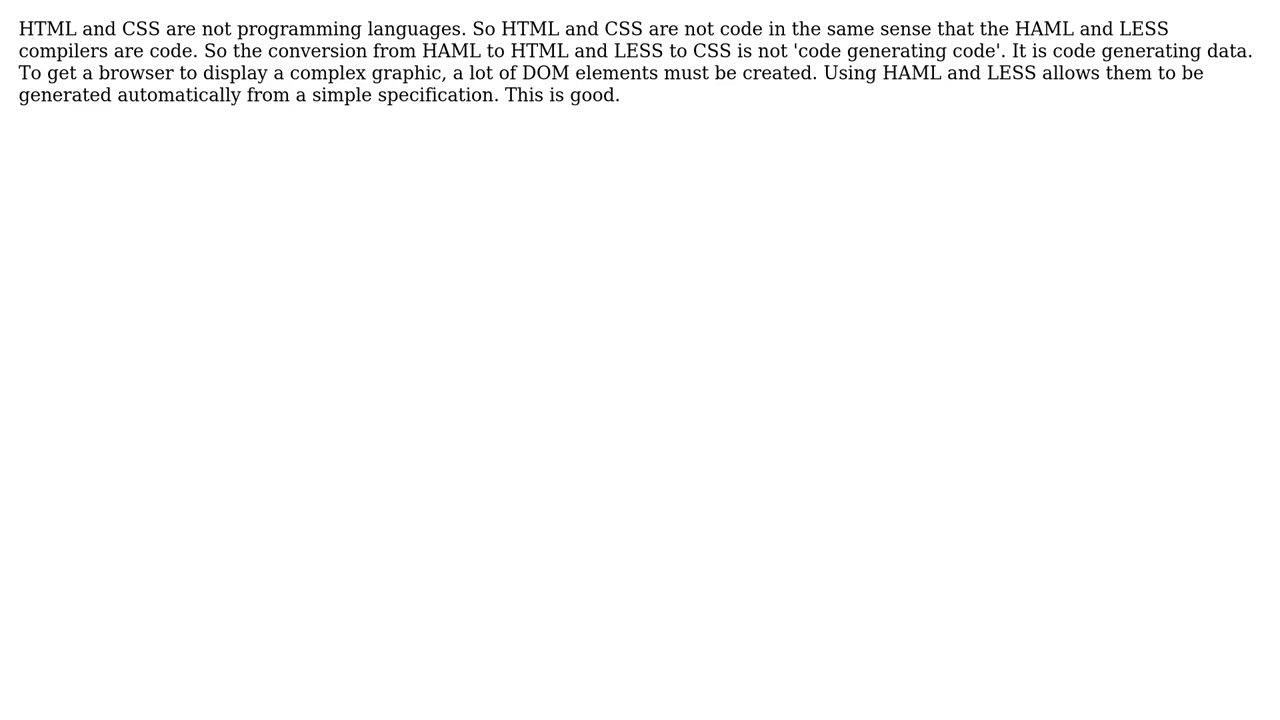 HTML and CSS are not programming languages. So HTML and CSS are not code in the same sense that the HAML and LESS
compilers are code. So the conversion from HAML to HTML and LESS to CSS is not 'code generating code'. It is code generating data.
To get a browser to display a complex graphic, a lot of DOM elements must be created. Using HAML and LESS allows them to be
generated automatically from a simple specification. This is good.